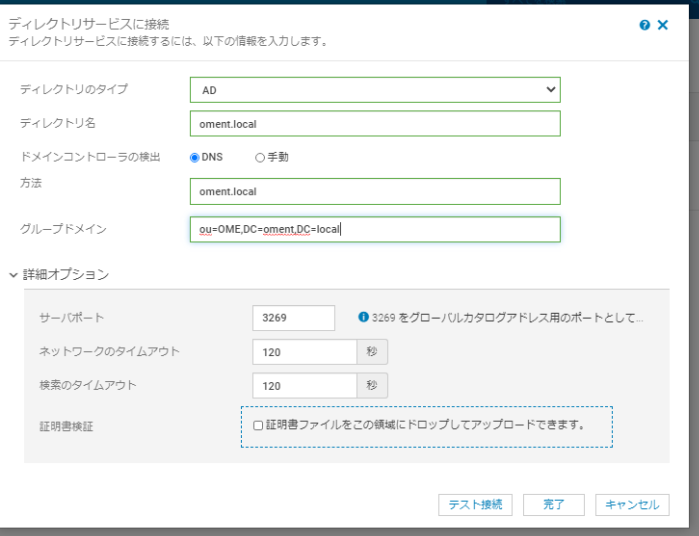 ディレクトリサービスに接続
ディレクトリサービスに接続するには、以下の情報を入力します。
ディレクトリのタイプ
AD
ディレクトリ名
oment.local
ドメインコントローラの検出 DNS 手動
方法
oment.local
グループドメイン
ou=OME,DC=oment,DC=local
詳細オプション
サーバポート
3269
3269 をグローバルカタログアドレス用のポートとして...
ネットワークのタイムアウト
120 秒
検索のタイムアウト
120 秒
証明書検証
証明書ファイルをこの領域にドロップしてアップロードできます。
テスト接続 完了 キャンセル